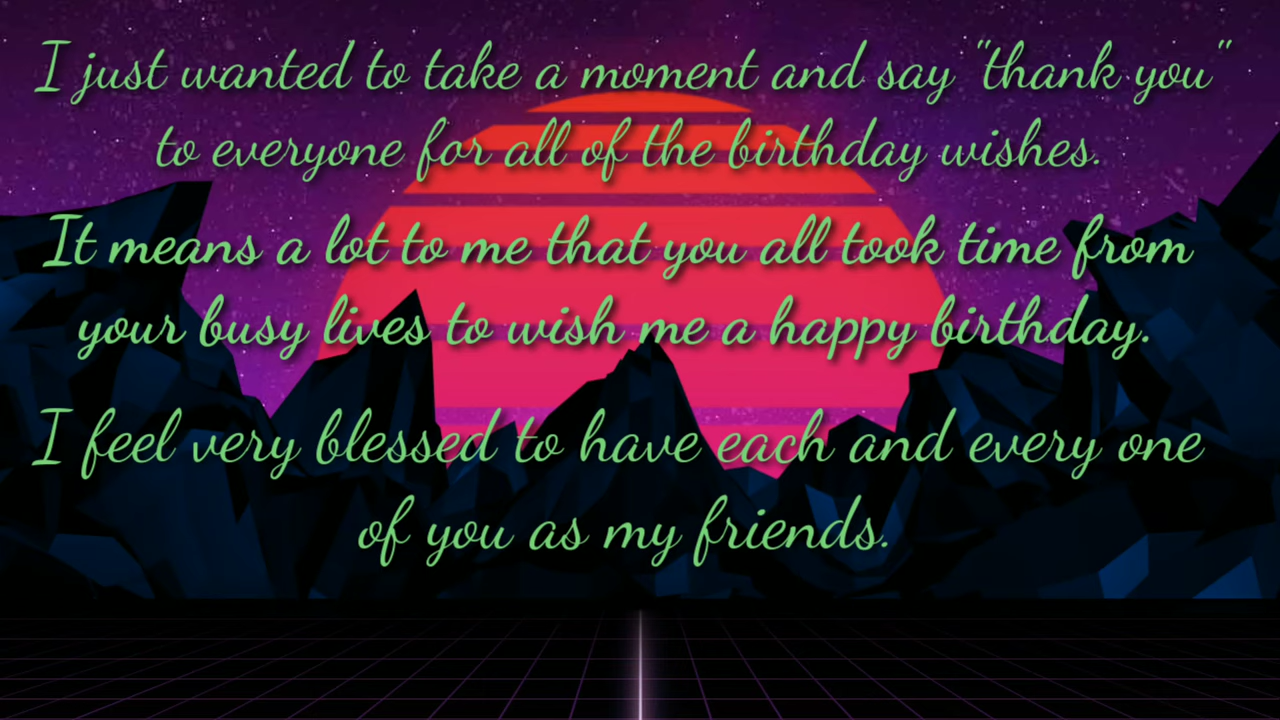 I just wanted to take a moment and say "thank you"
to everyone for all of the birthday wishes.
It means a lot to me that you all took time from
your busy lives to wish me a happy birthday.
I feel very blessed to have each and every one
of you as my friends.